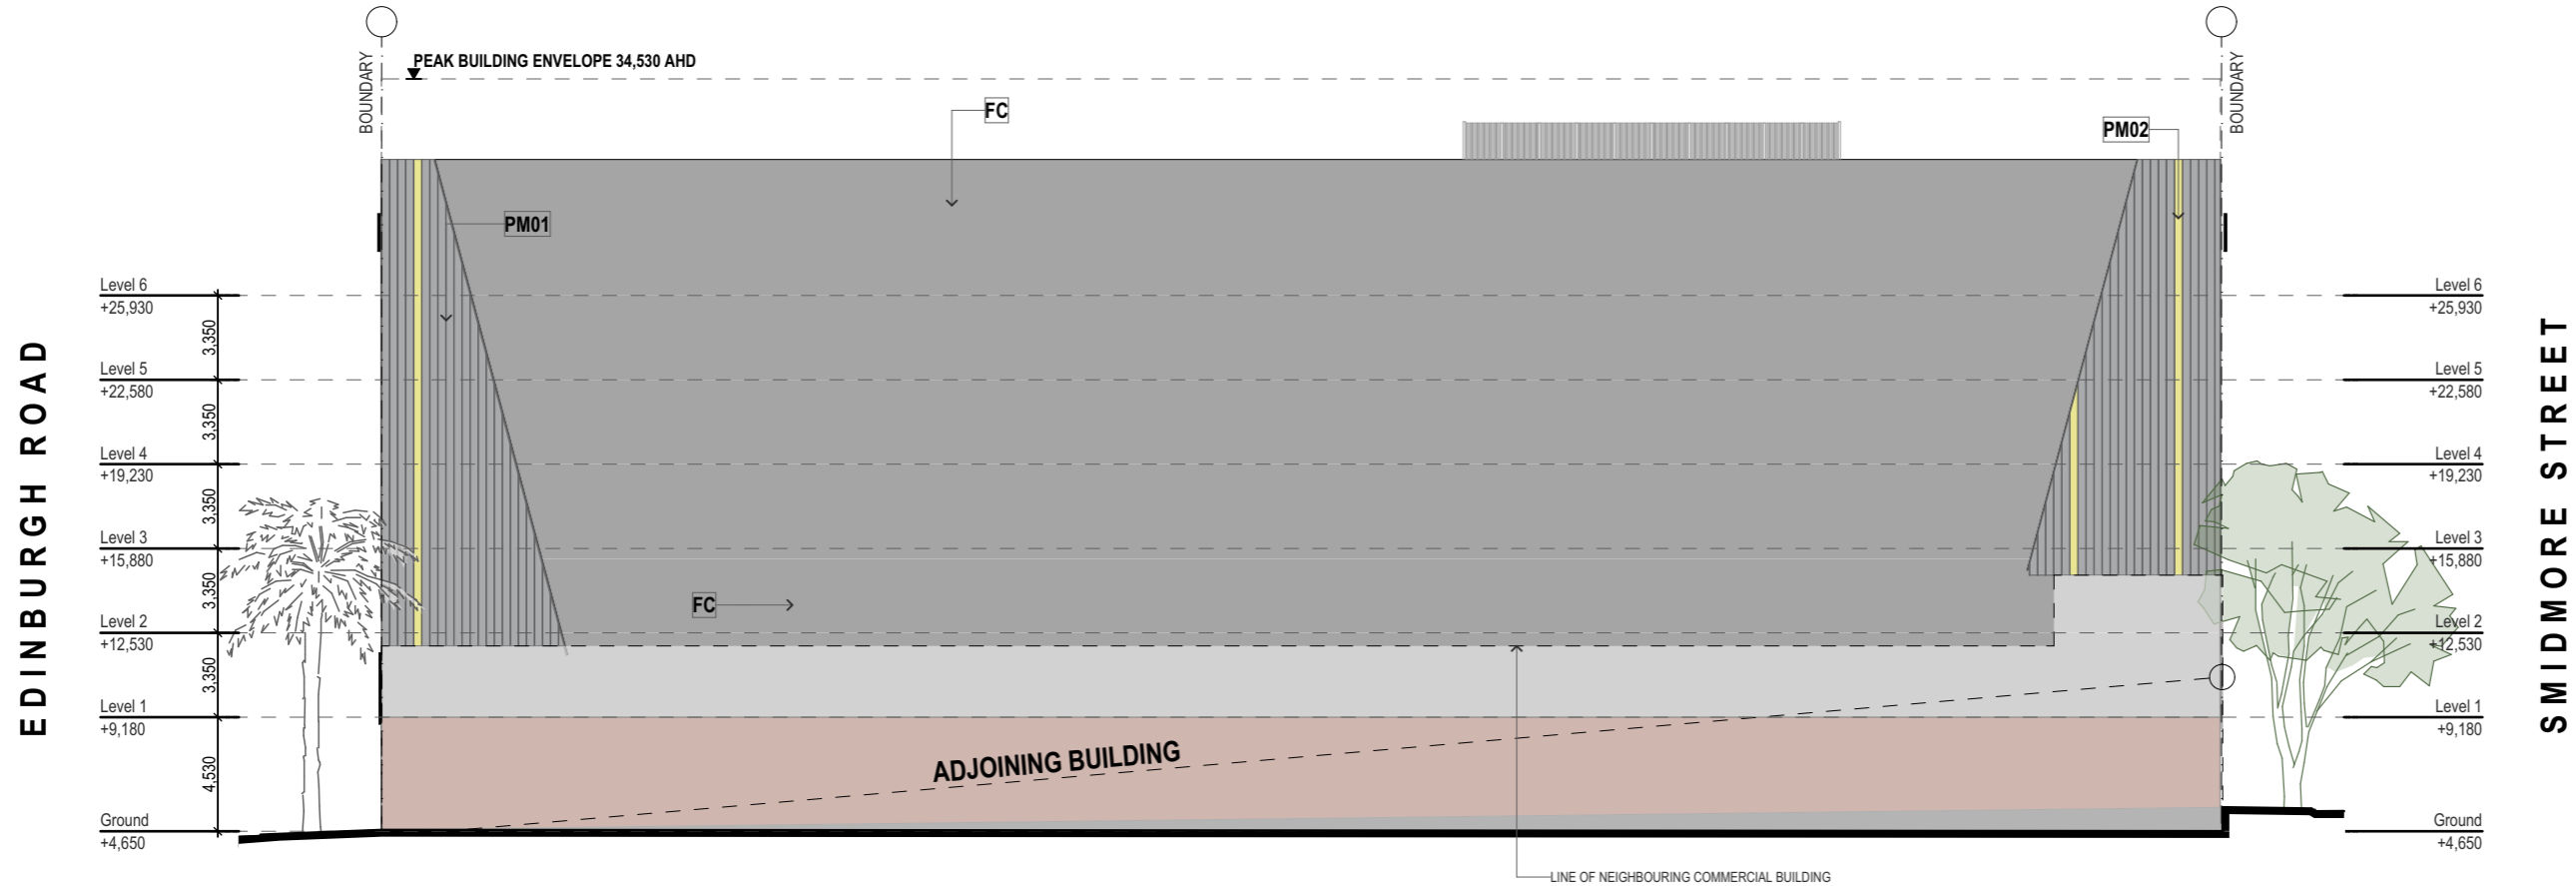 PEAK BUILDING ENVELOPE 34,530 AHD
BOUNDARY
BOUNDARY
FC
PM02
PM01
EDINBURGH ROAD
SMIDMORE STREET
Level 6
+25,930
3,350
Level 5
+22,580
3,350
Level 4
+19,230
3,350
Level 3
+15,880
3,350
Level 2
+12,530
3,350
Level 1
+9,180
4,530
Ground
+4,650
FC
ADJOINING BUILDING
Level 6
+25,930
Level 5
+22,580
Level 4
+19,230
Level 3
+15,880
Level 2
+12,530
Level 1
+9,180
Ground
+4,650
LINE OF NEIGHBOURING COMMERCIAL BUILDING